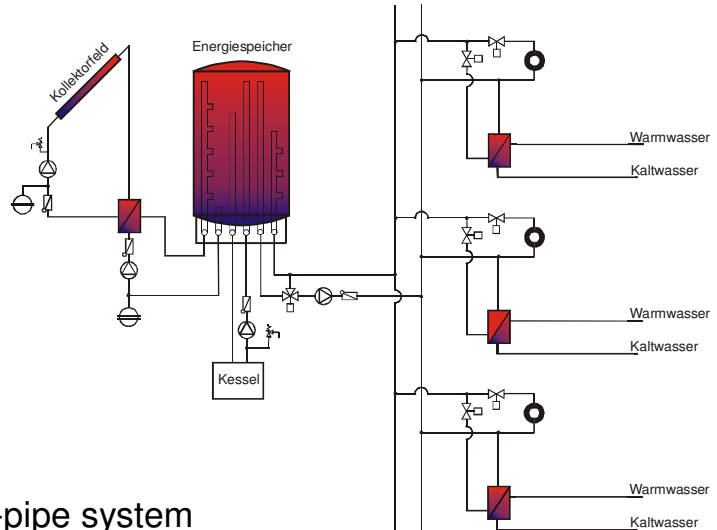 Kollektorfeld
Energiespeicher
Kessel
Warmwasser
Kaltwasser
Warmwasser
Kaltwasser
Warmwasser
Kaltwasser
-pipe system